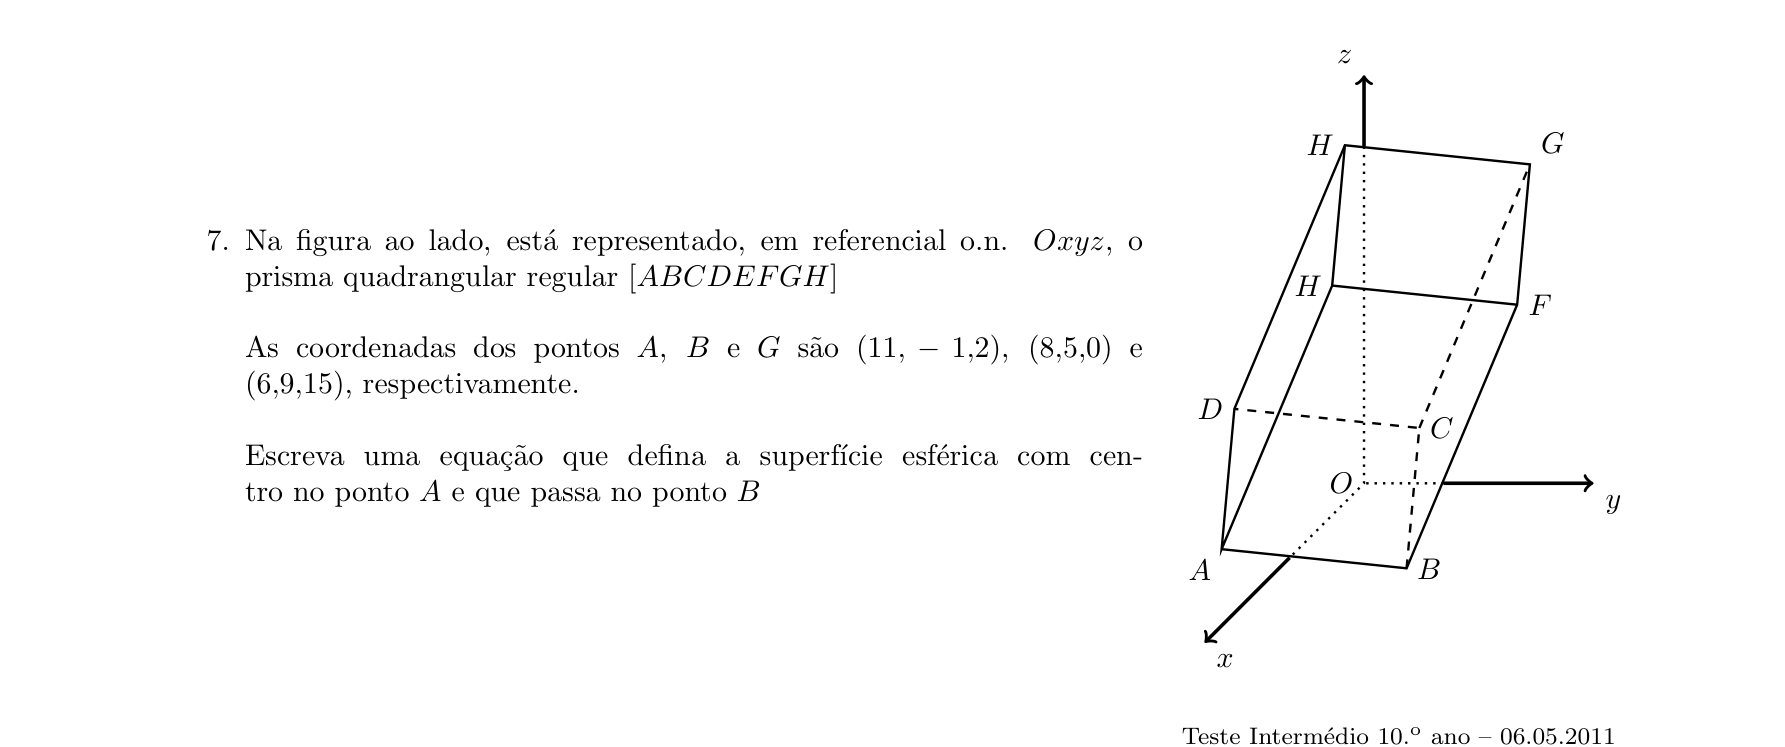 z
H
G
7. Na figura ao lado, está representado, em referencial o.n. Oxyz, o
prisma quadrangular regular [ABCDEFGH]
H
F
As coordenadas dos pontos A, B e G são (11, − 1,2), (8,5,0) e
(6,9,15), respectivamente.
D
C
Escreva uma equação que defina a superfície esférica com cen-
tro no ponto A e que passa no ponto B
O
y
A
B
x
Teste Intermédio 10.º ano – 06.05.2011